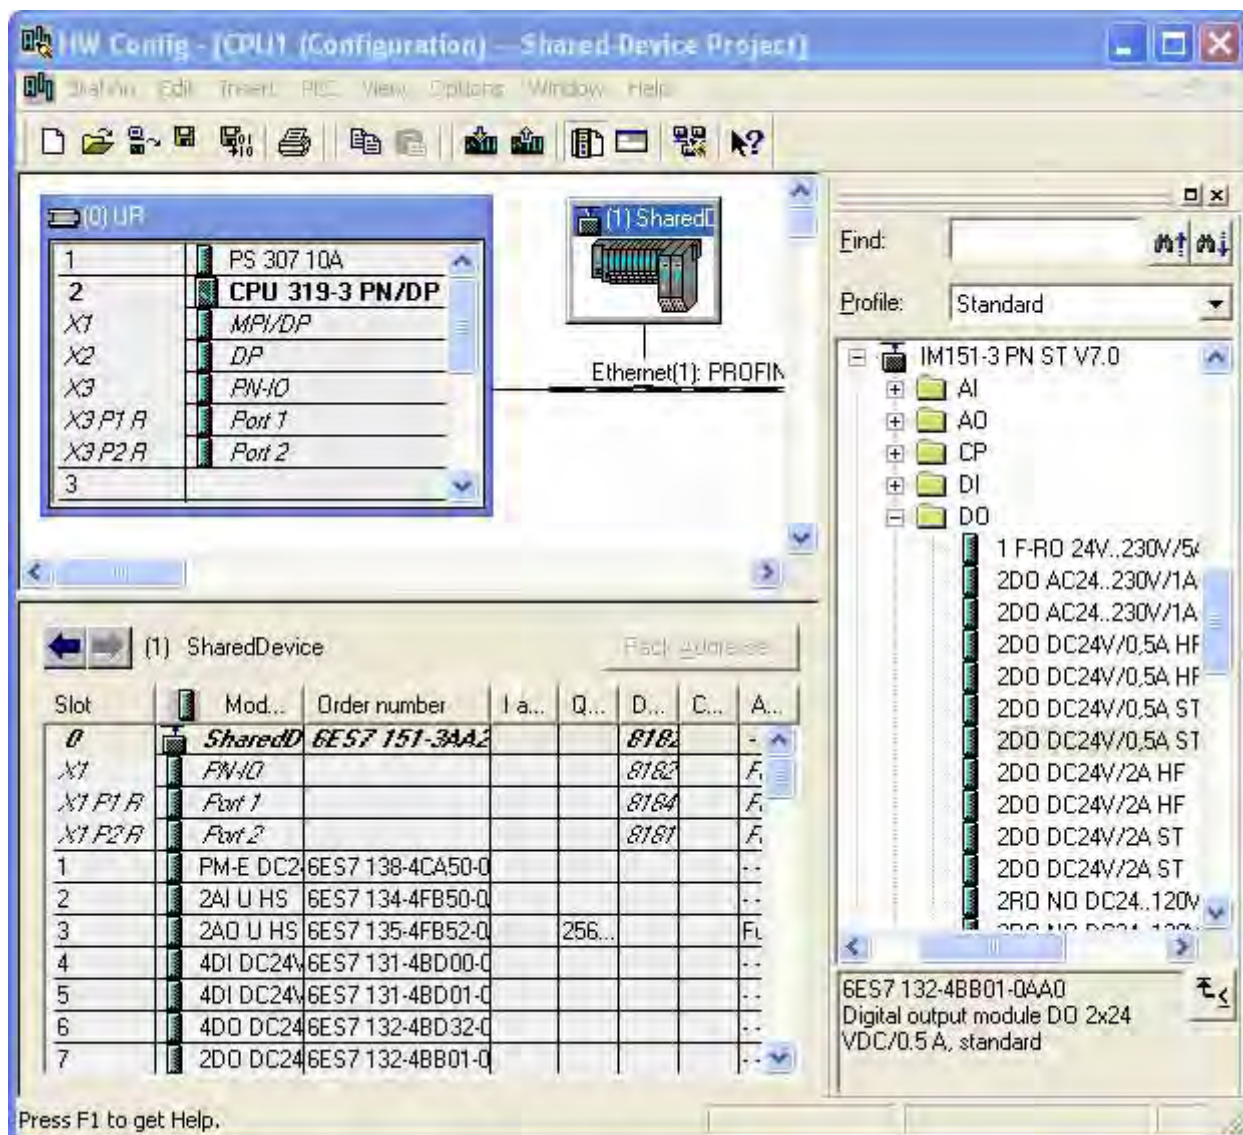 HW Config - [CPU1 (Configuration) -- Shared Device Project]
Station Edit Insert PLC View Options Window Help
(0) UR
1 PS 307 10A
2 CPU 319-3 PN/DP
X1 MPI/DP
X2 DP
X3 PN-IO
X3 P1 R Port 1
X3 P2 R Port 2
3
(1) SharedD
Ethernet(1): PROFIN
(1) SharedDevice
Pack Addresse
Slot Mod... Order number I a... Q... D... C... A...
0 SharedD 6ES7 151-3AA2 8182 -
X1 PN-IO 8182 F
X1 P1 R Port 1 8184 F
X1 P2 R Port 2 8181 F
1 PM-E DC2 6ES7 138-4CA50-0 --
2 2AI U HS 6ES7 134-4FB50-0 --
3 2AO U HS 6ES7 135-4FB52-0 256... Fu
4 4DI DC24V 6ES7 131-4BD00-0 --
5 4DI DC24V 6ES7 131-4BD01-0 --
6 4DO DC24 6ES7 132-4BD32-0 --
7 2DO DC24 6ES7 132-4BB01-0 --
Find:
Profile: Standard
IM151-3 PN ST V7.0
AI
AO
CP
DI
DO
1 F-RO 24V..230V/5A
2DO AC24..230V/1A
2DO AC24..230V/1A
2DO DC24V/0,5A HF
2DO DC24V/0,5A HF
2DO DC24V/0,5A ST
2DO DC24V/0,5A ST
2DO DC24V/2A HF
2DO DC24V/2A HF
2DO DC24V/2A ST
2DO DC24V/2A ST
2RO NO DC24..120V
6ES7 132-4BB01-0AA0
Digital output module DO 2x24
VDC/0.5 A, standard
Press F1 to get Help.